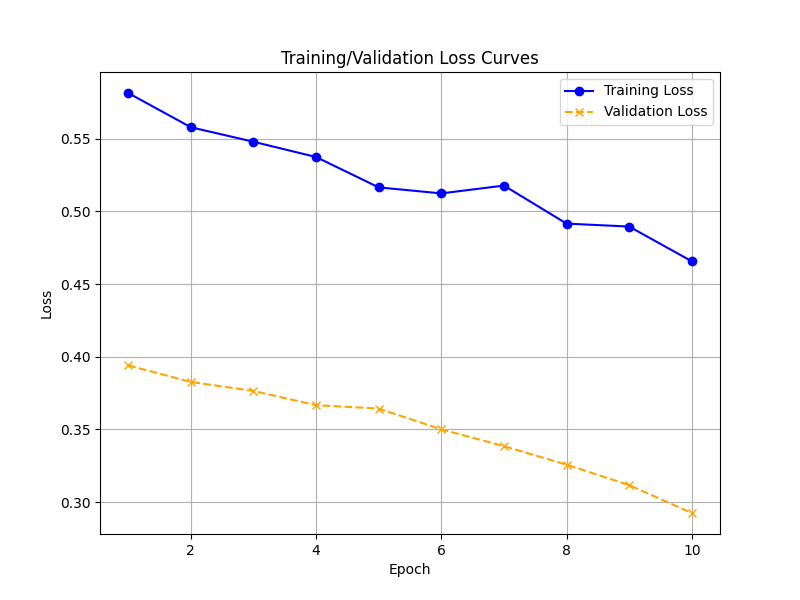 Training/Validation Loss Curves
Training Loss
Validation Loss
0.55
0.50
0.45
0.40
0.35
0.30
Loss
2 4 6 8 10
Epoch